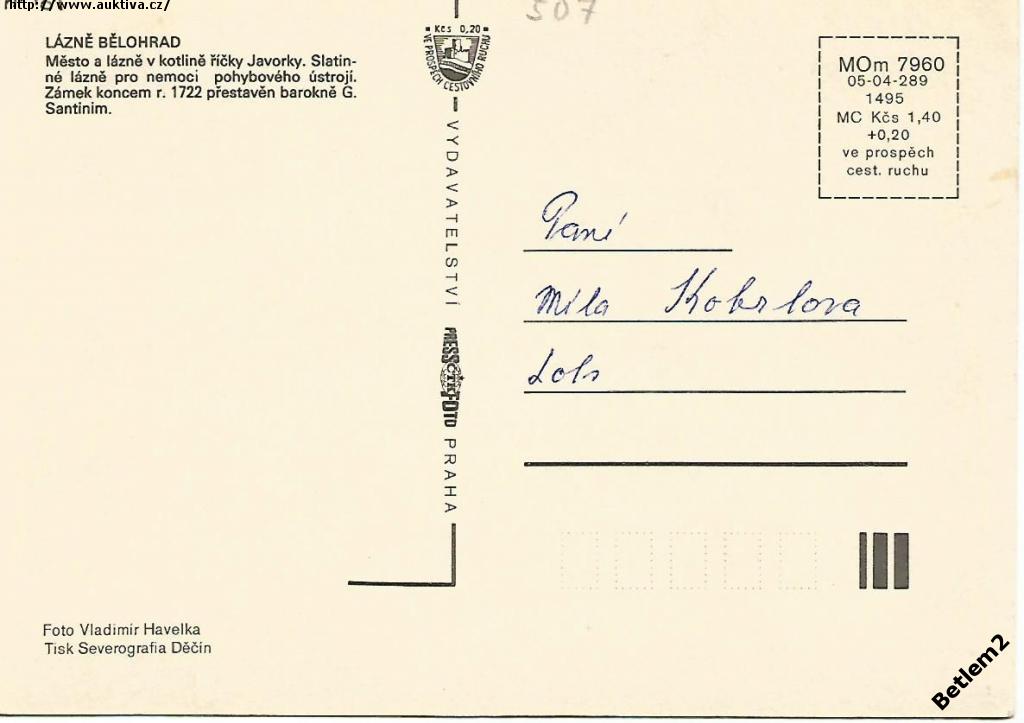 http://www.auktiva.cz/
507
LÁZNĚ BĚLOHRAD
Město a lázně v kotlině říčky Javorky. Slatin-
né lázně pro nemoci pohybového ústrojí.
Zámek koncem r. 1722 přestavěn barokně G.
Santinim.
Kčs 0,20
VE PROSPĚCH CESTOVNÍHO RUCHU
VYDAVATELSTVÍ
PRESSFOTO
ČTK
PRAHA
MOm 7960
05-04-289
1495
MC Kčs 1,40
+0,20
ve prospěch
cest. ruchu
Paní
Míla Kobrlova
Foto Vladimír Havelka
Tisk Severografia Děčín
Betlem2